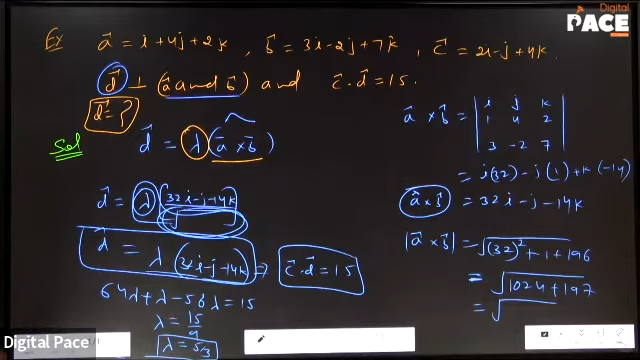 Digital
PACE
Ex a⃗ = i+4j+2k , b⃗ = 3i-2j+7k̂ , c⃗ = 2i-j+4k.
d⃗ ⊥ (a⃗ and b⃗) and c⃗.d⃗ = 15.
d⃗ = ?
Sol d⃗ = λ(a⃗ × b⃗)
d⃗ = λ (32i-j-14k)
d⃗ = λ (32i-j-14k) → c⃗.d⃗ = 15
64λ+λ-56λ = 15
λ = 15/9
λ = 5/3
a⃗ × b⃗ = | i j k
1 4 2
3 -2 7 |
= i(32)-j(1)+k(-14)
a⃗ × b⃗ = 32i-j-14k
|a⃗ × b⃗| = √(32)²+1+196
= √1024+197
= √
Digital Pace